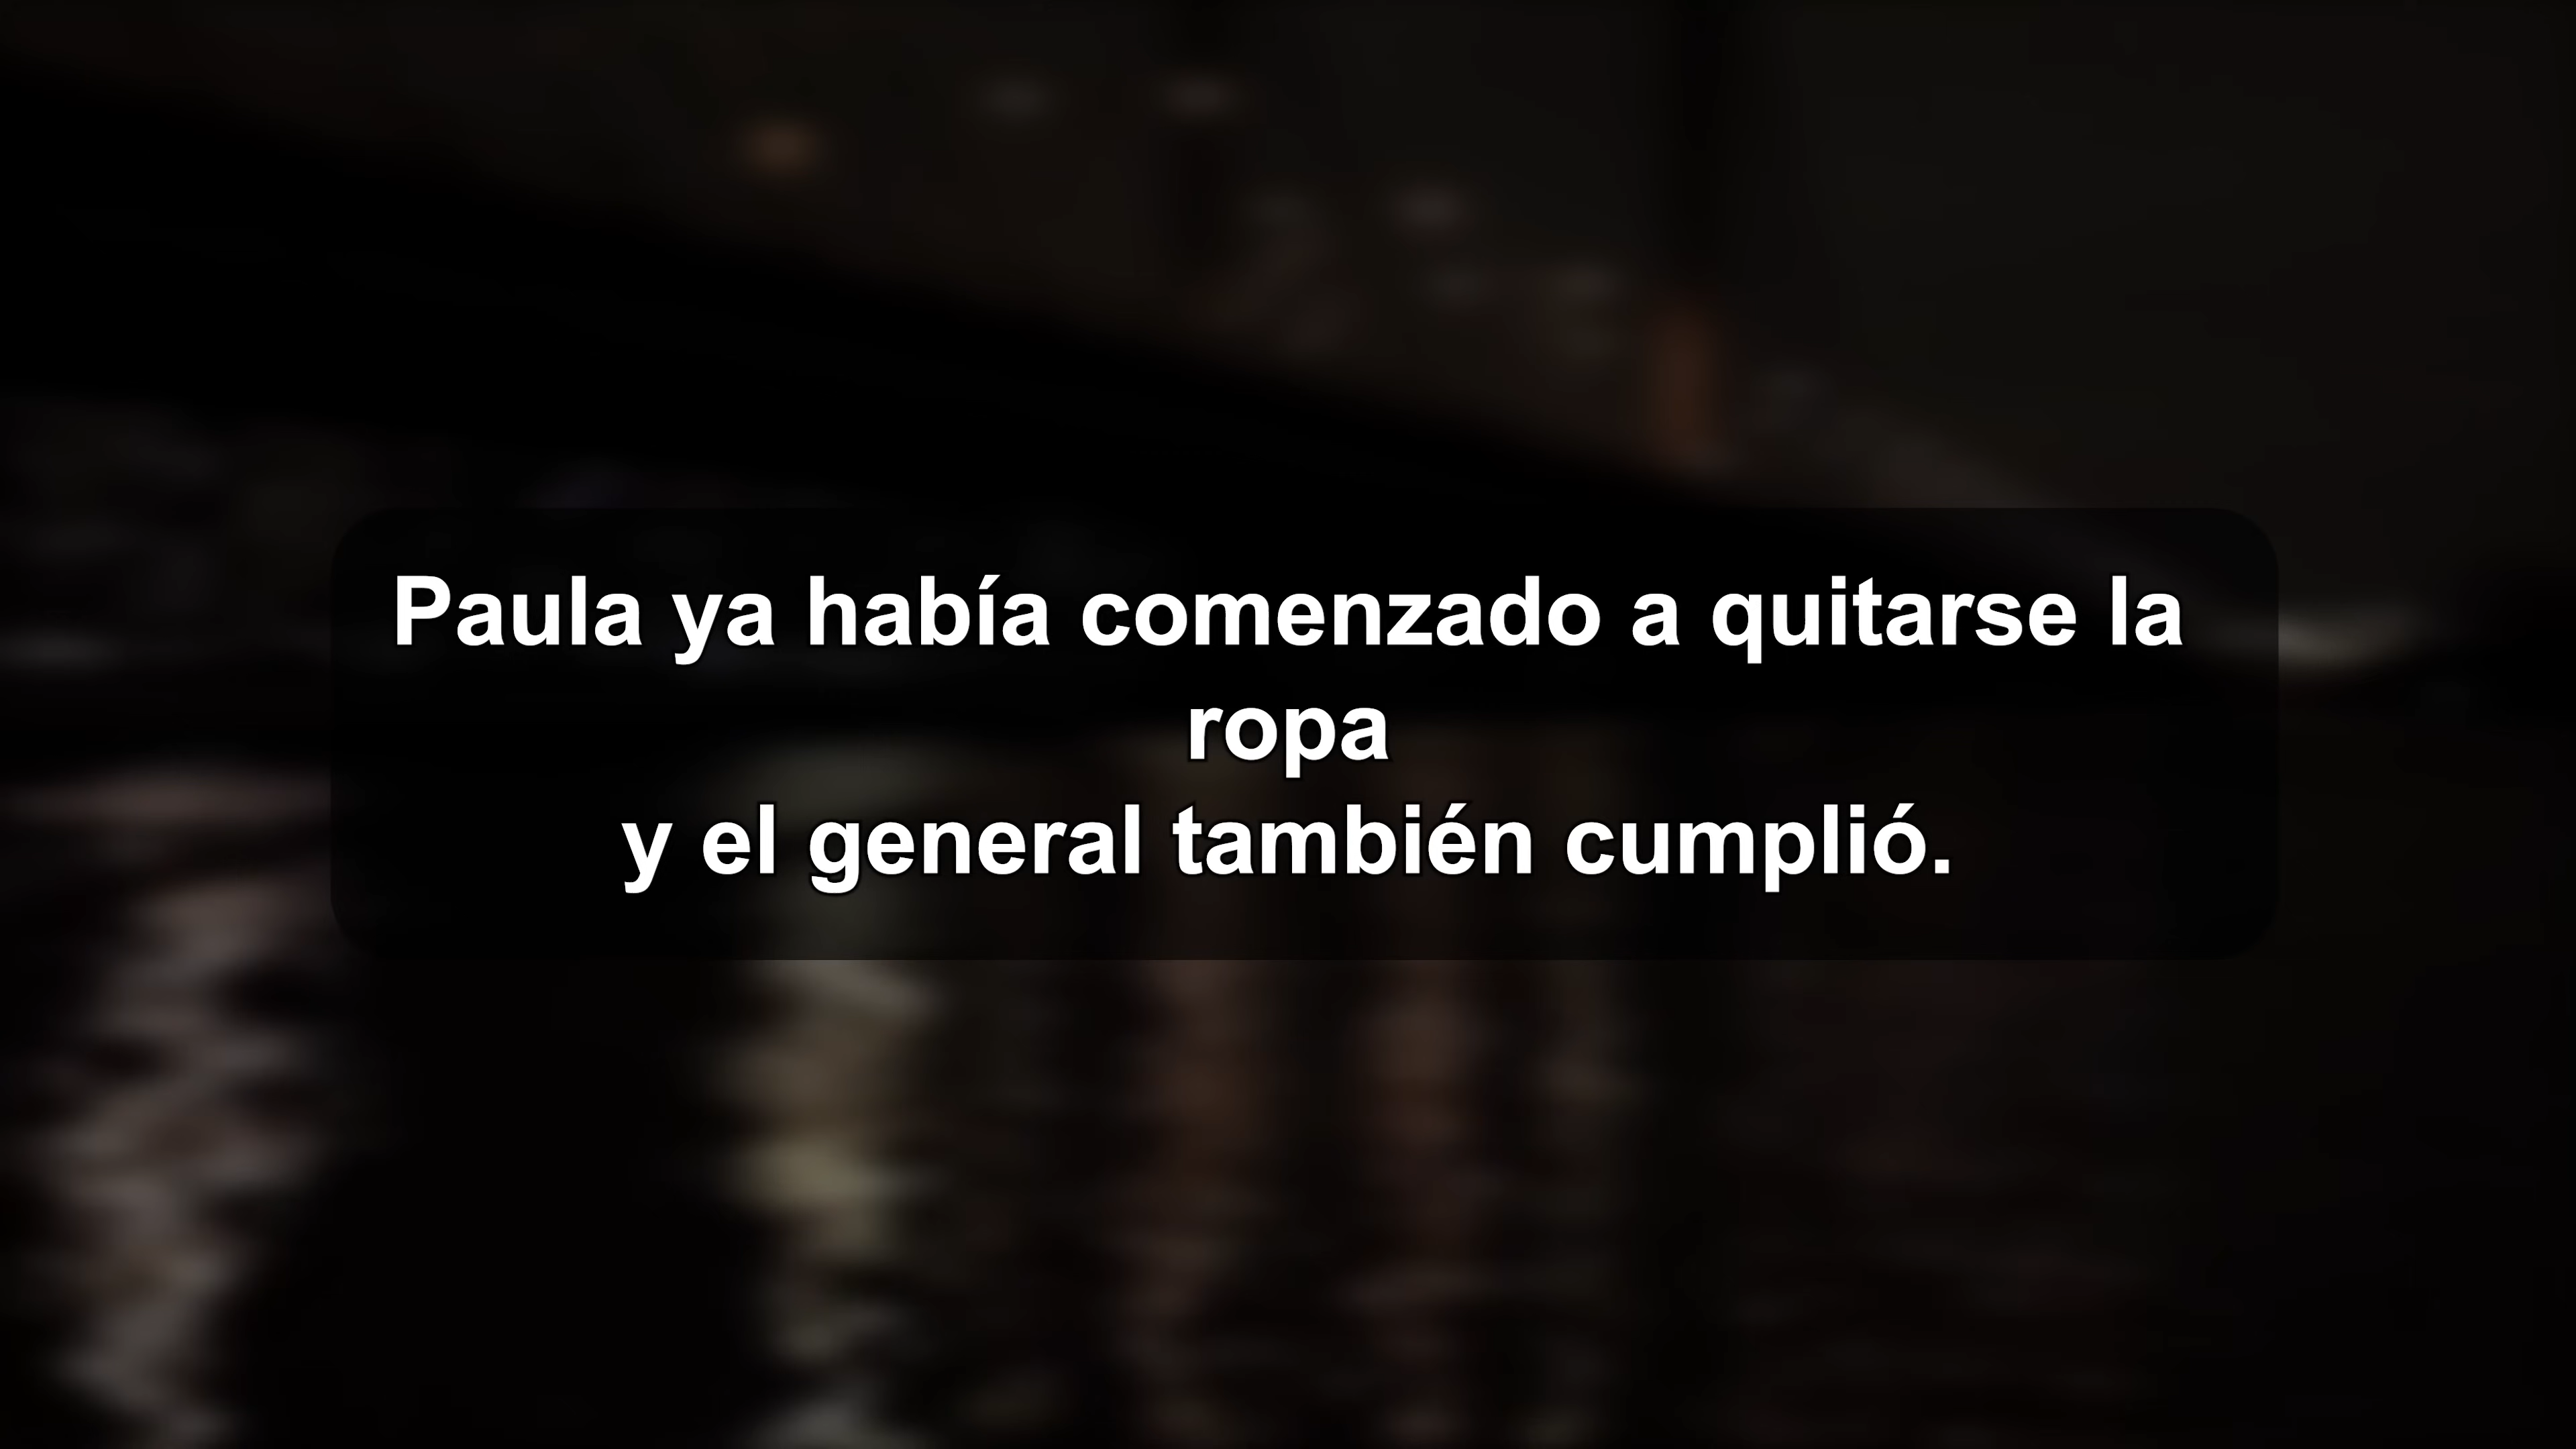 Paula ya había comenzado a quitarse la
ropa
y el general también cumplió.